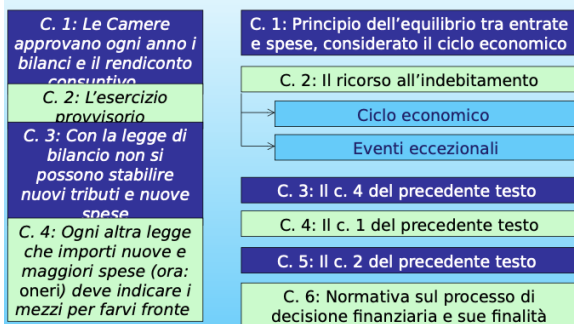 C. 1: Le Camere
approvano ogni anno i
bilanci e il rendiconto
consuntivo
C. 2: L’esercizio
provvisorio
C. 3: Con la legge di
bilancio non si
possono stabilire
nuovi tributi e nuove
spese
C. 4: Ogni altra legge
che importi nuove e
maggiori spese (ora:
oneri) deve indicare i
mezzi per farvi fronte
C. 1: Principio dell’equilibrio tra entrate
e spese, considerato il ciclo economico
C. 2: Il ricorso all’indebitamento
Ciclo economico
Eventi eccezionali
C. 3: Il c. 4 del precedente testo
C. 4: Il c. 1 del precedente testo
C. 5: Il c. 2 del precedente testo
C. 6: Normativa sul processo di
decisione finanziaria e sue finalità